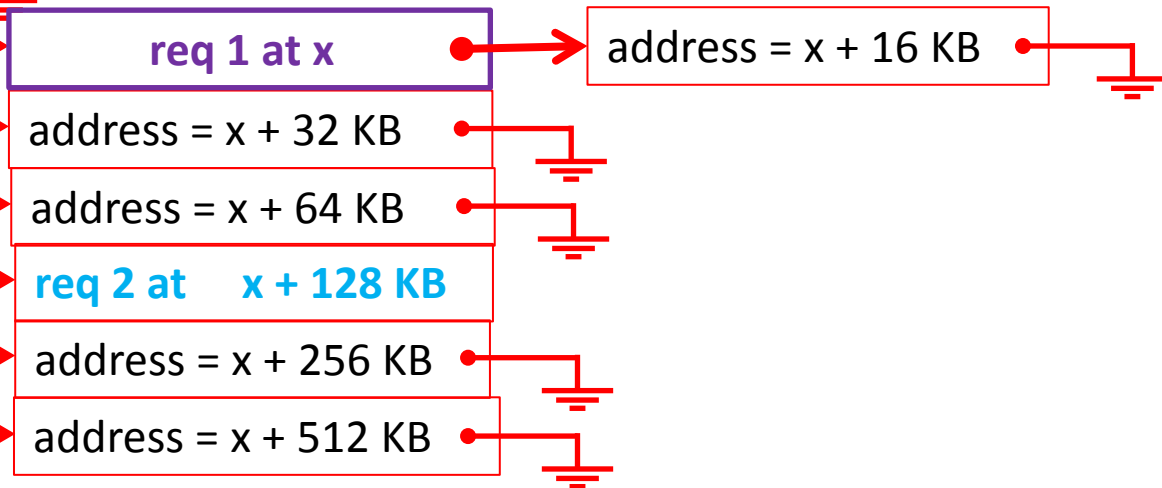 req 1 at x
address = x + 16 KB
address = x + 32 KB
address = x + 64 KB
req 2 at x + 128 KB
address = x + 256 KB
address = x + 512 KB